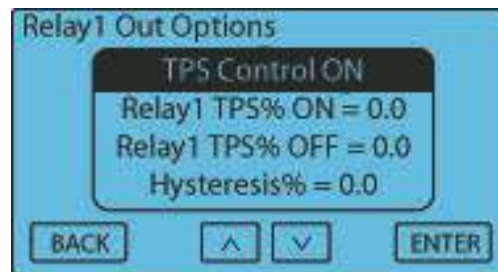 Relay1 Out Options
TPS Control ON
Relay1 TPS% ON = 0.0
Relay1 TPS% OFF = 0.0
Hysteresis% = 0.0
BACK ∧ ∨ ENTER